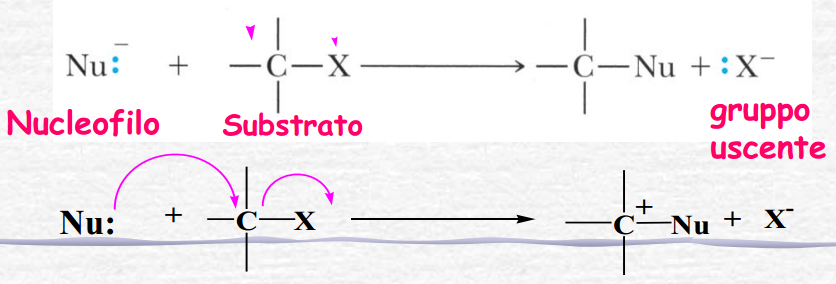 Nu:⁻ + —C—X ⟶ —C—Nu + :X⁻
Nucleofilo Substrato gruppo
uscente
Nu: + —C—X ⟶ —C⁺—Nu + X⁻